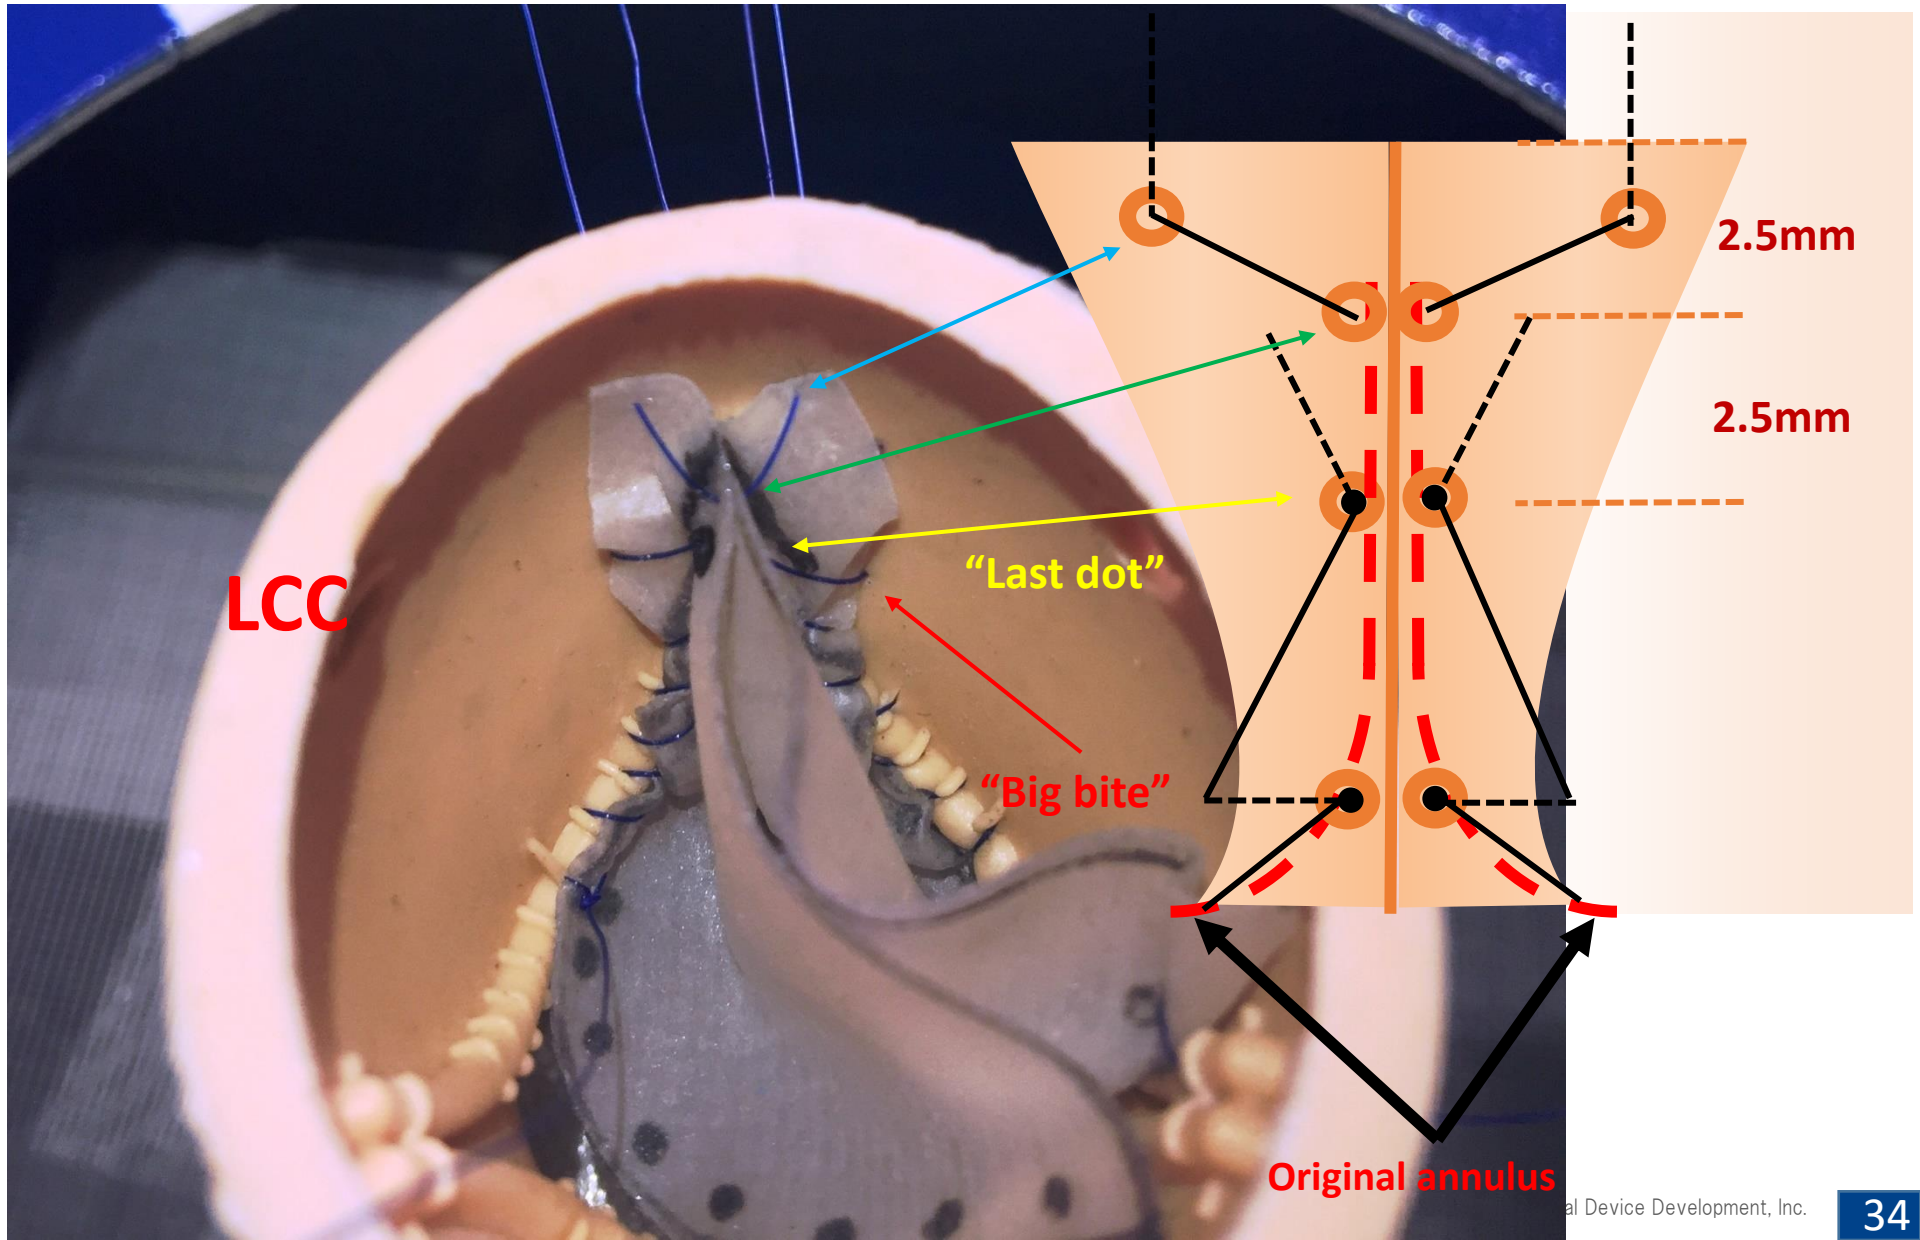 2.5mm
2.5mm
"Last dot"
LCC
"Big bite"
Original annulus
al Device Development, Inc.
34